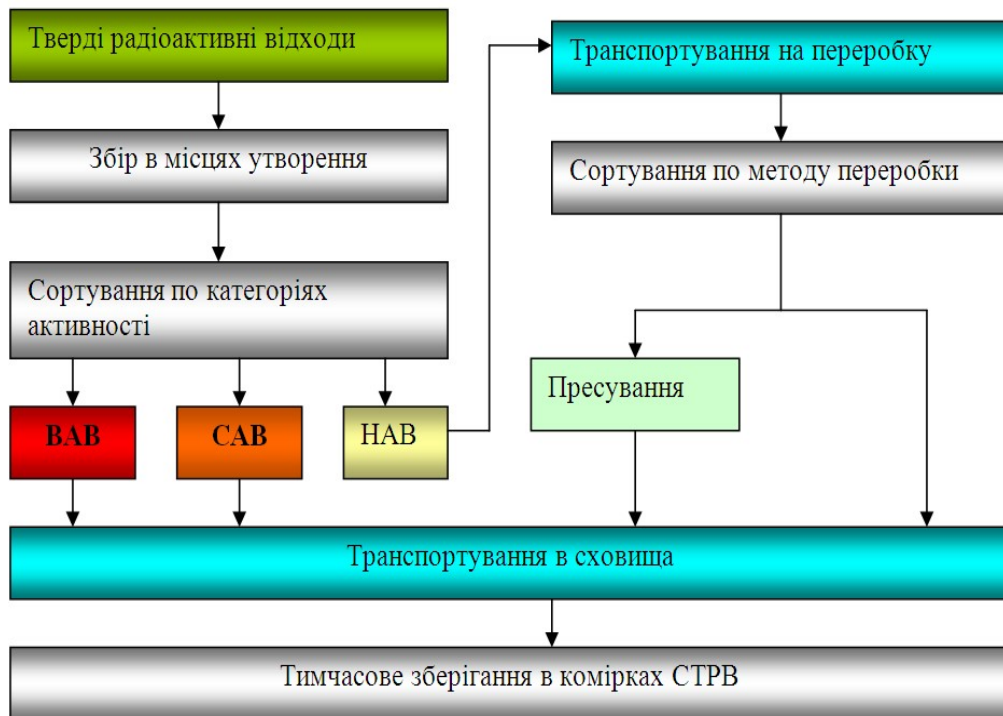 Тверді радіоактивні відходи
Збір в місцях утворення
Сортування по категоріях
активності
ВАВ
САВ
НАВ
Транспортування на переробку
Сортування по методу переробки
Пресування
Транспортування в сховища
Тимчасове зберігання в комірках СТРВ